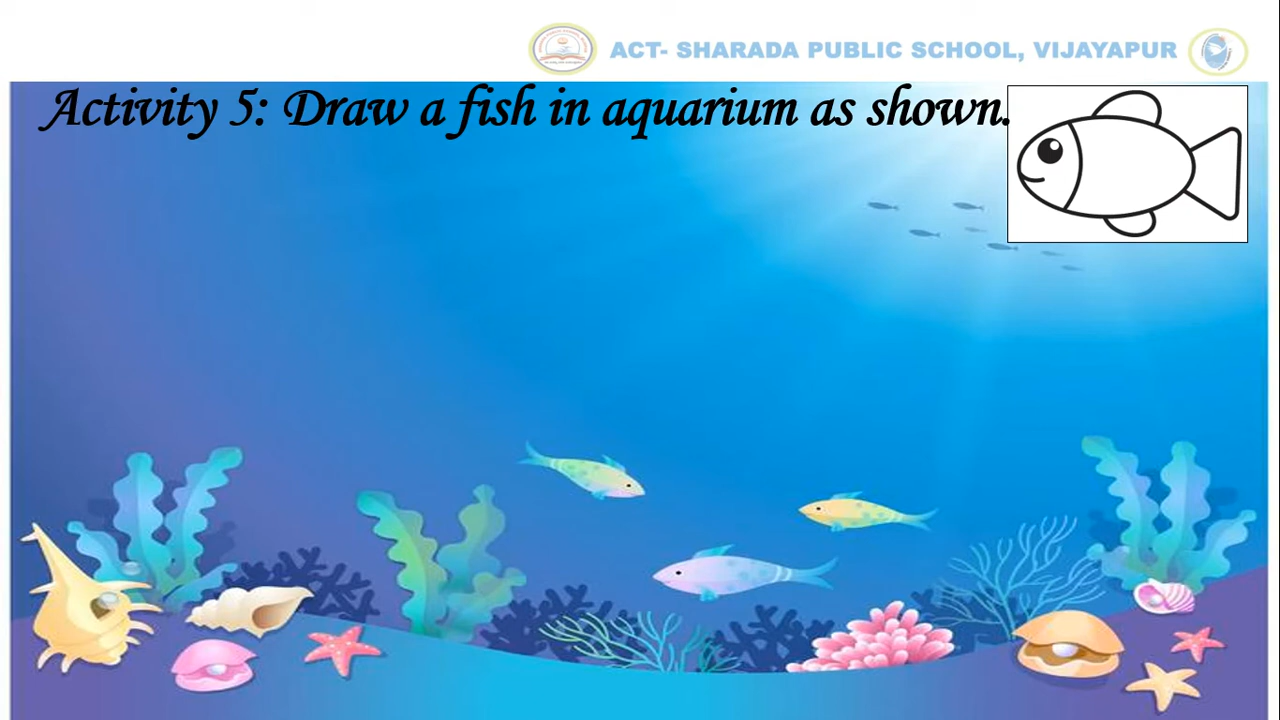 ACT- SHARADA PUBLIC SCHOOL, VIJAYAPUR
Activity 5: Draw a fish in aquarium as shown.